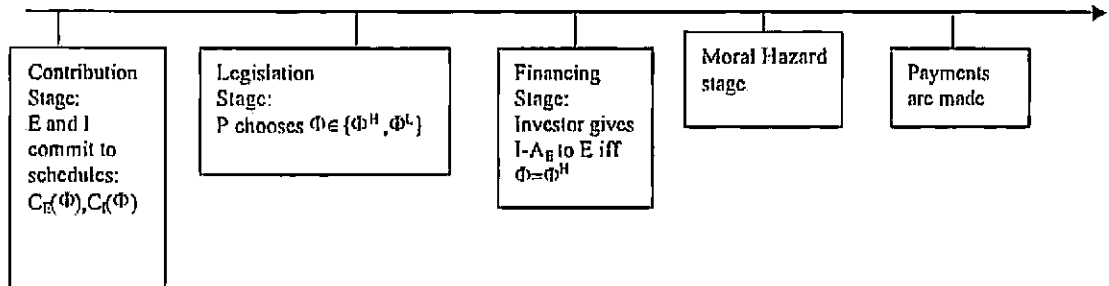 Contribution
Stage:
E and I
commit to
schedules:
C_E(Φ),C_I(Φ)
Legislation
Stage:
P chooses Φ∈{Φ^H,Φ^L}
Financing
Stage:
Investor gives
I-A_E to E iff
Φ=Φ^H
Moral Hazard
stage.
Payments
are made